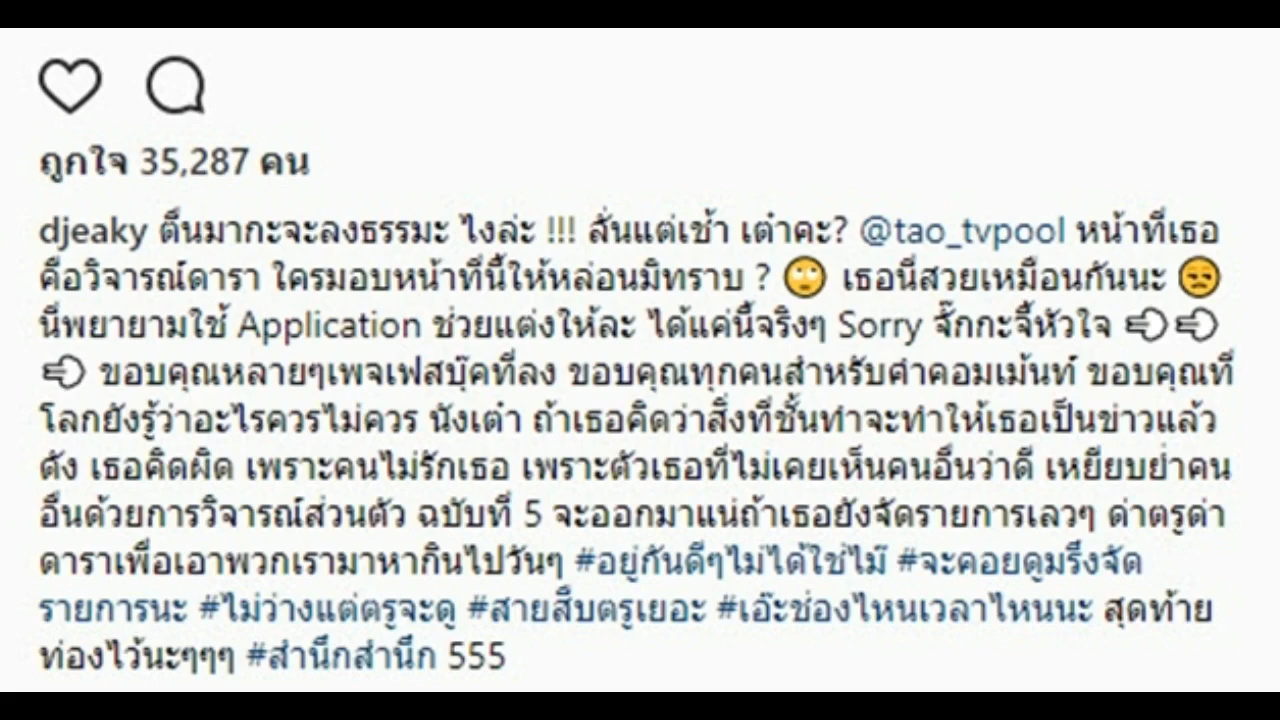 ถูกใจ 35,287 คน
djeaky ตื่นมากะจะลงธรรมะ ไงล่ะ !!! ลั่นแต่เช้า เต๋าคะ? @tao_tvpool หน้าที่เธอ
คือวิจารณ์ดารา ใครมอบหน้าที่นี้ให้หล่อนมิทราบ ? 🙄 เธอนี่สวยเหมือนกันนะ 😒
นี่พยายามใช้ Application ช่วยแต่งให้ละ ได้แค่นี้จริงๆ Sorry จั๊กกะจี้หัวใจ
ขอบคุณหลายๆเพจเฟสบุ๊คที่ลง ขอบคุณทุกคนสำหรับคำคอมเม้นท์ ขอบคุณที่
โลกยังรู้ว่าอะไรควรไม่ควร นังเต๋า ถ้าเธอคิดว่าสิ่งที่ชั้นทำจะทำให้เธอเป็นข่าวแล้ว
ดัง เธอคิดผิด เพราะคนไม่รักเธอ เพราะตัวเธอที่ไม่เคยเห็นคนอื่นว่าดี เหยียบย่ำคน
อื่นด้วยการวิจารณ์ส่วนตัว ฉบับที่ 5 จะออกมาแน่ถ้าเธอยังจัดรายการเลวๆ ด่าตรูด่า
ดาราเพื่อเอาพวกเรามาหากินไปวันๆ #อยู่กันดีๆไม่ได้ใช่ไม๊ #จะคอยดูมรึงจัด
รายการนะ #ไม่ว่างแต่ตรูจะดู #สายสืบตรูเยอะ #เอ๊ะช่องไหนเวลาไหนนะ สุดท้าย
ท่องไว้นะๆๆๆ #สำนึกสำนึก 555